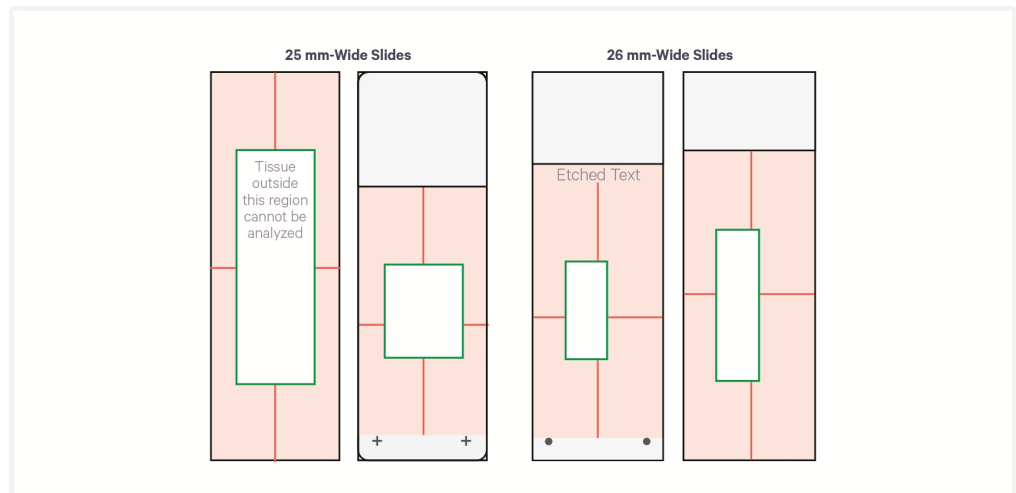 25 mm-Wide Slides
26 mm-Wide Slides
Tissue
outside
this region
cannot be
analyzed
Etched Text